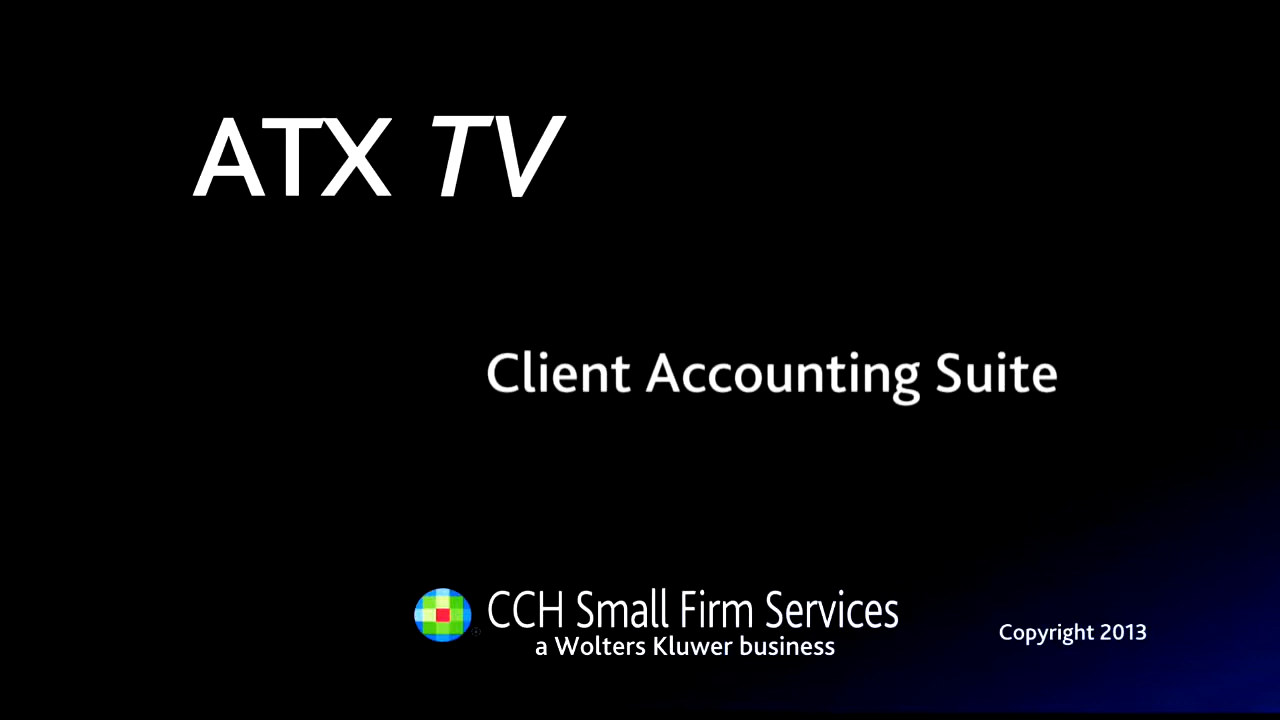 ATX TV
Client Accounting Suite
CCH Small Firm Services
a Wolters Kluwer business
Copyright 2013